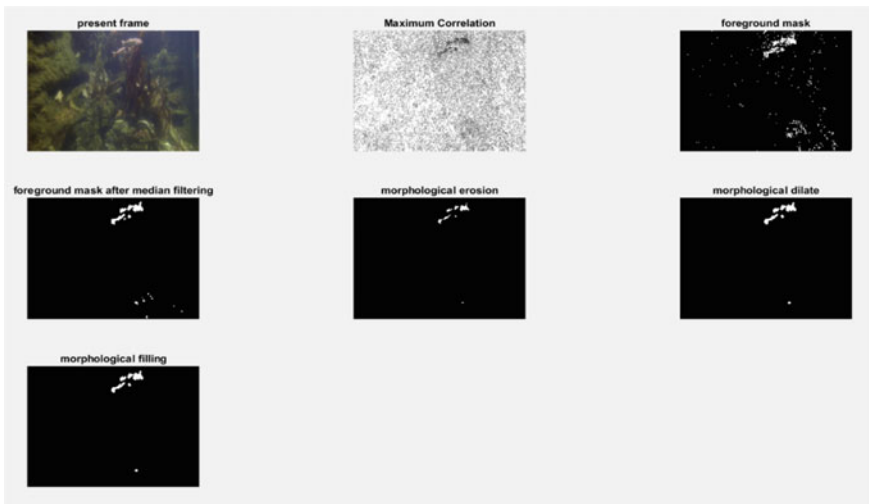 present frame
Maximum Correlation
foreground mask
foreground mask after median filtering
morphological erosion
morphological dilate
morphological filling